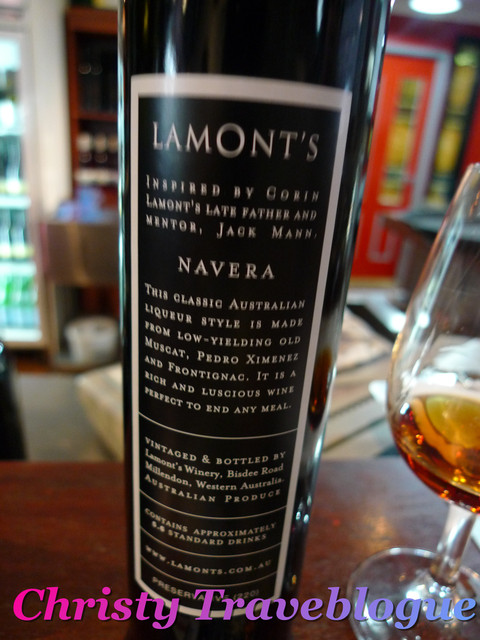 LAMONT'S
INSPIRED BY CORIN
LAMONT'S LATE FATHER AND
MENTOR, JACK MANN.
NAVERA
THIS CLASSIC AUSTRALIAN
LIQUEUR STYLE IS MADE
FROM LOW-YIELDING OLD
MUSCAT, PEDRO XIMENEZ
AND FRONTIGNAC. IT IS A
RICH AND LUSCIOUS WINE
PERFECT TO END ANY MEAL.
VINTAGED & BOTTLED BY
Lamont's Winery, Bisdee Road
Millendon, Western Australia.
AUSTRALIAN PRODUCE
CONTAINS APPROXIMATELY
STANDARD DRINKS
WWW.LAMONTS.COM.AU
PRESERVATIVE (220)
Christy Traveblogue